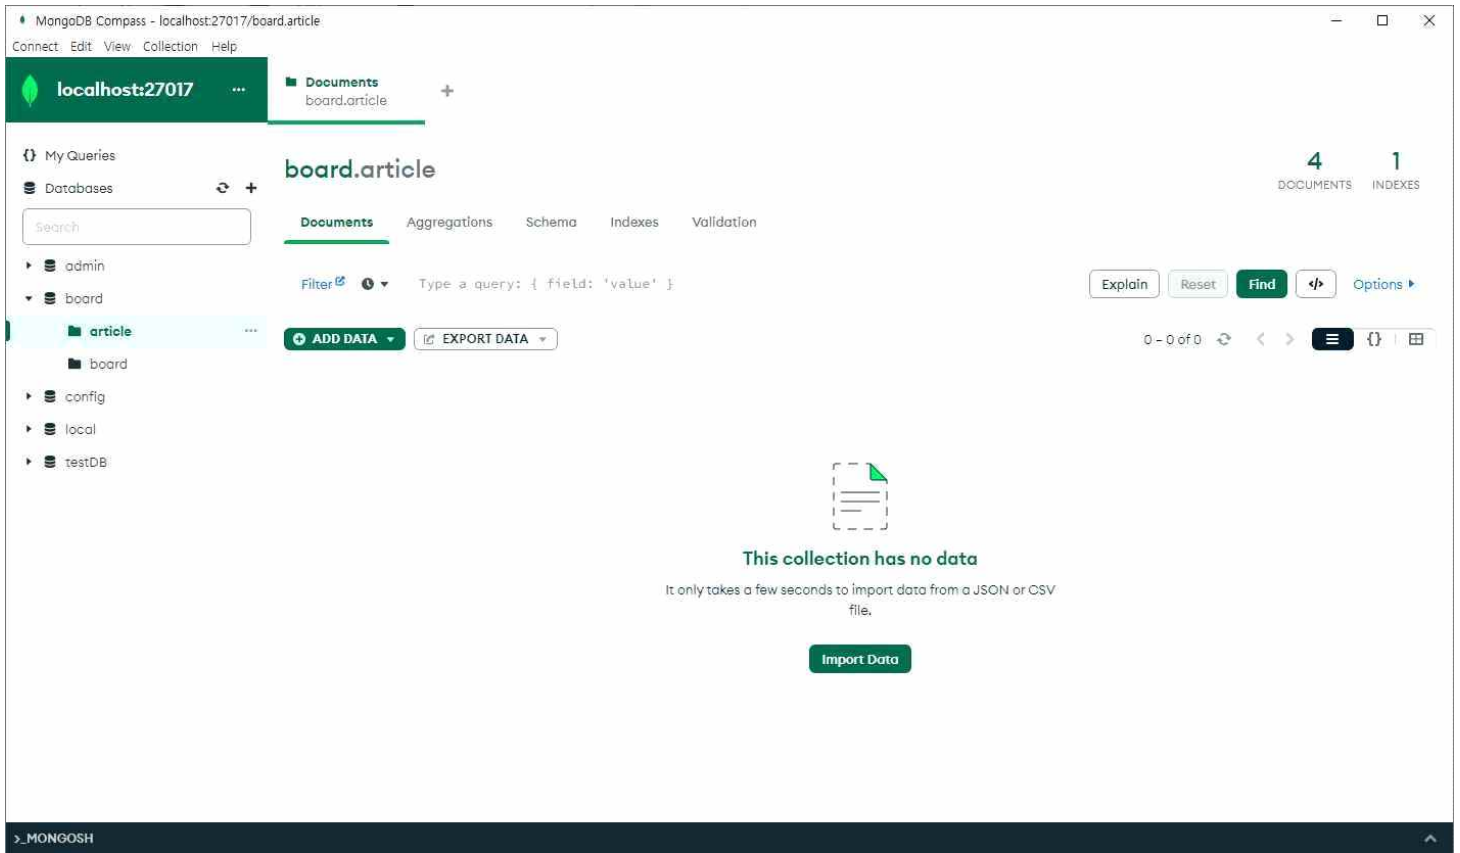 MongoDB Compass - localhost:27017/board.article
Connect Edit View Collection Help
localhost:27017 ...
Documents
board.article
+
{} My Queries
Databases
Search
admin
board
article ...
board
config
local
testDB
board.article
4
DOCUMENTS
1
INDEXES
Documents Aggregations Schema Indexes Validation
Filter Type a query: { field: 'value' } Explain Reset Find </> Options
ADD DATA EXPORT DATA 0 – 0 of 0 {}
This collection has no data
It only takes a few seconds to import data from a JSON or CSV
file.
Import Data
>_MONGOSH